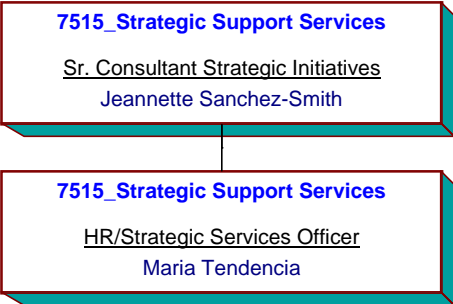 7515_Strategic Support Services
Sr. Consultant Strategic Initiatives
Jeannette Sanchez-Smith
7515_Strategic Support Services
HR/Strategic Services Officer
Maria Tendencia